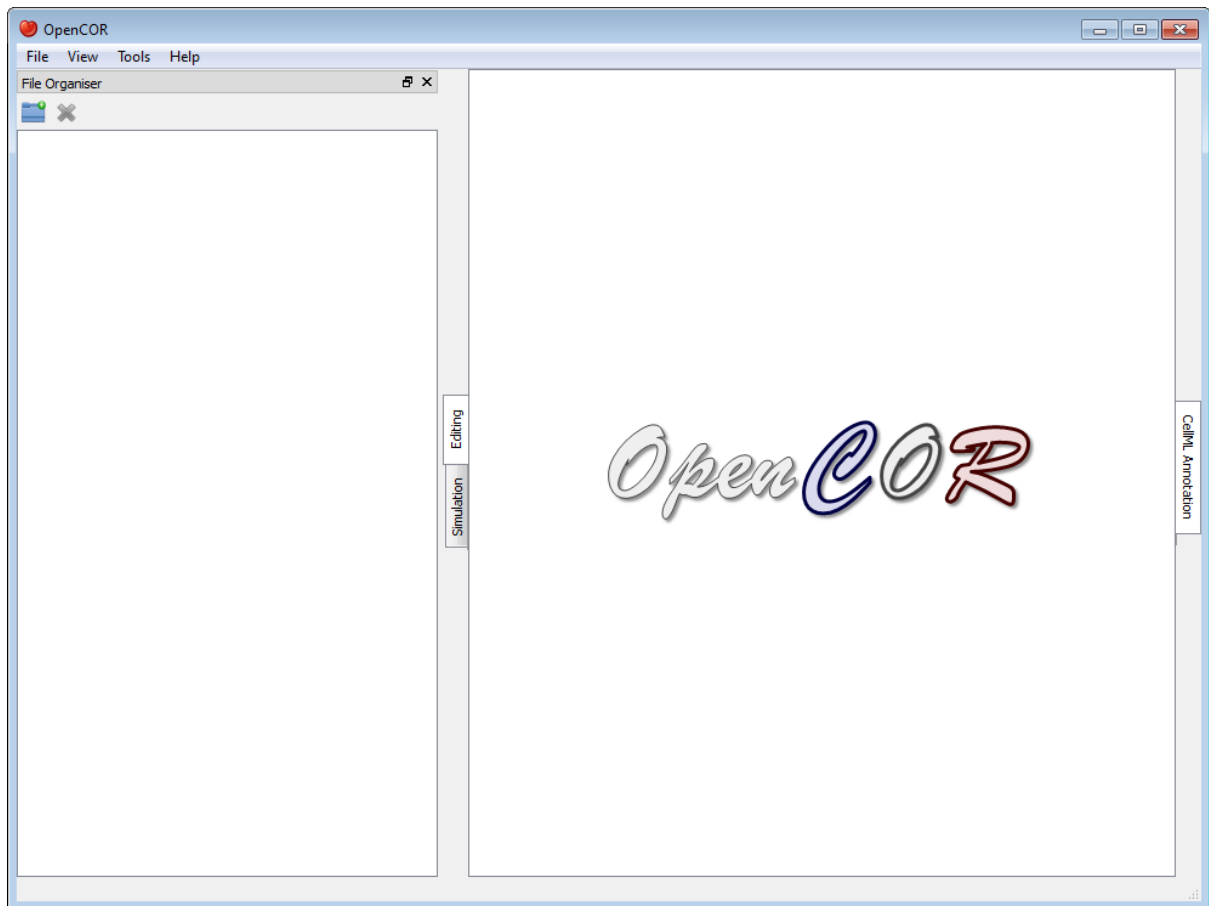 OpenCOR
File View Tools Help
File Organiser
Editing
Simulation
OpenCOR
CellML Annotation